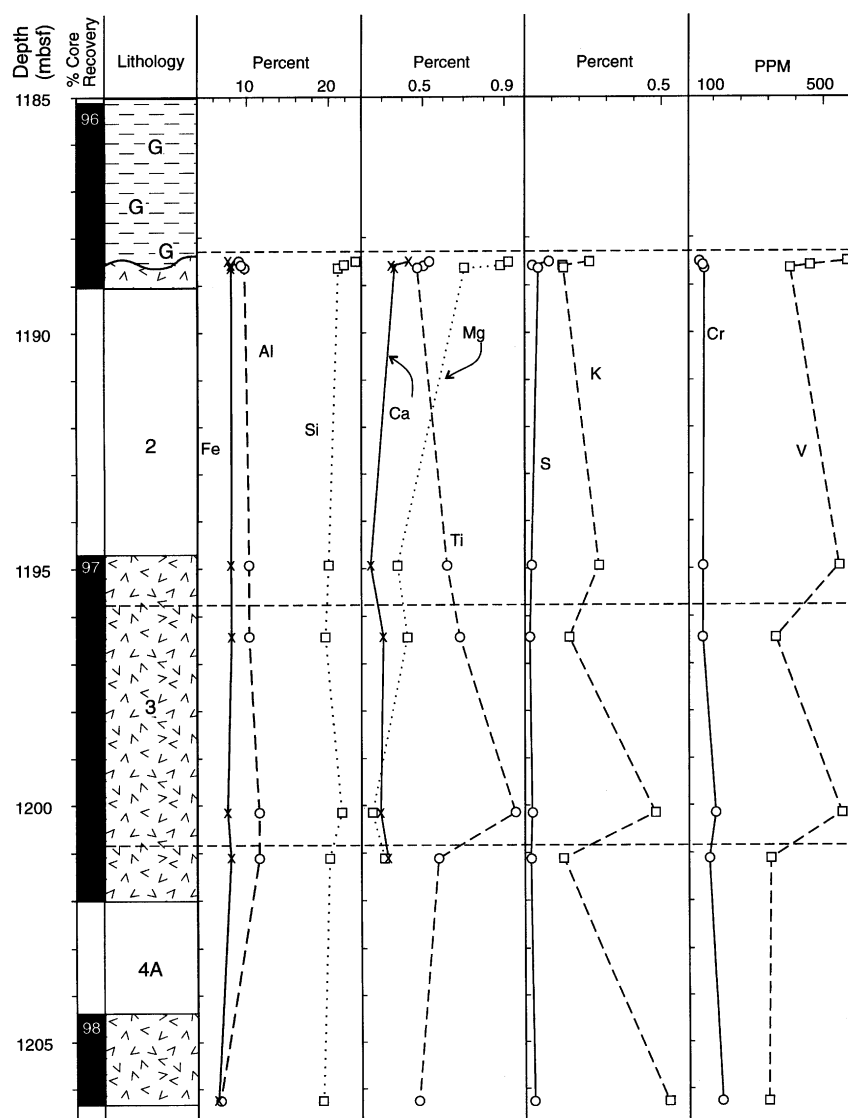 Depth (mbsf)
% Core Recovery
Lithology
Percent
Percent
Percent
PPM
10 20
0.5 0.9
0.5
100 500
1185
96
G
G
G
1190
Al
Cr
Mg
K
Ca
Si
2
Fe
V
S
Ti
1195
97
3
1200
4A
98
1205